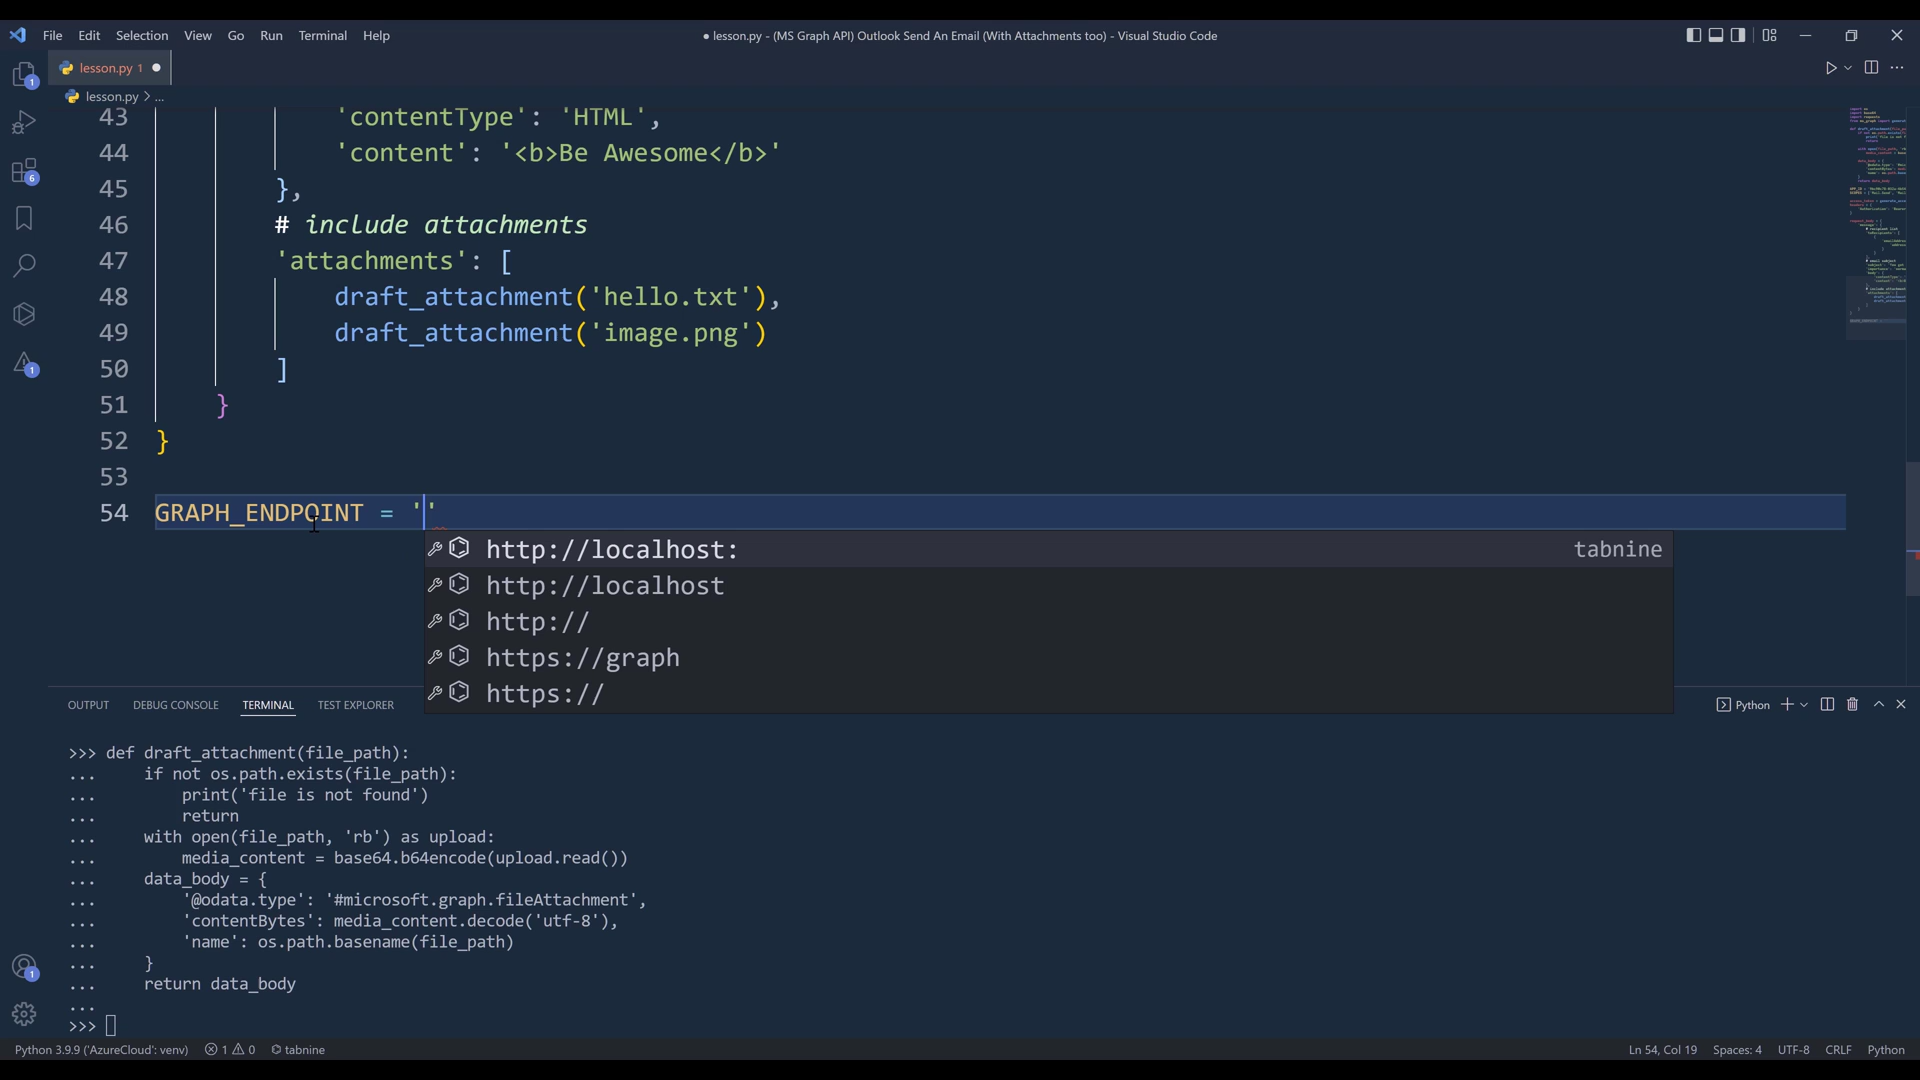 File Edit Selection View Go Run Terminal Help
● lesson.py - (MS Graph API) Outlook Send An Email (With Attachments too) - Visual Studio Code
lesson.py 1 ●
lesson.py > ...
43 'contentType': 'HTML',
44 'content': '<b>Be Awesome</b>'
45 },
46 # include attachments
47 'attachments': [
48 draft_attachment('hello.txt'),
49 draft_attachment('image.png')
50 ]
51 }
52 }
53
54 GRAPH_ENDPOINT = ''
http://localhost: tabnine
http://localhost
http://
https://graph
https://
OUTPUT DEBUG CONSOLE TERMINAL TEST EXPLORER
Python
>>> def draft_attachment(file_path):
... if not os.path.exists(file_path):
... print('file is not found')
... return
... with open(file_path, 'rb') as upload:
... media_content = base64.b64encode(upload.read())
... data_body = {
... '@odata.type': '#microsoft.graph.fileAttachment',
... 'contentBytes': media_content.decode('utf-8'),
... 'name': os.path.basename(file_path)
... }
... return data_body
...
>>>
1
6
1
1
Python 3.9.9 ('AzureCloud': venv) 1 0 tabnine
Ln 54, Col 19 Spaces: 4 UTF-8 CRLF Python